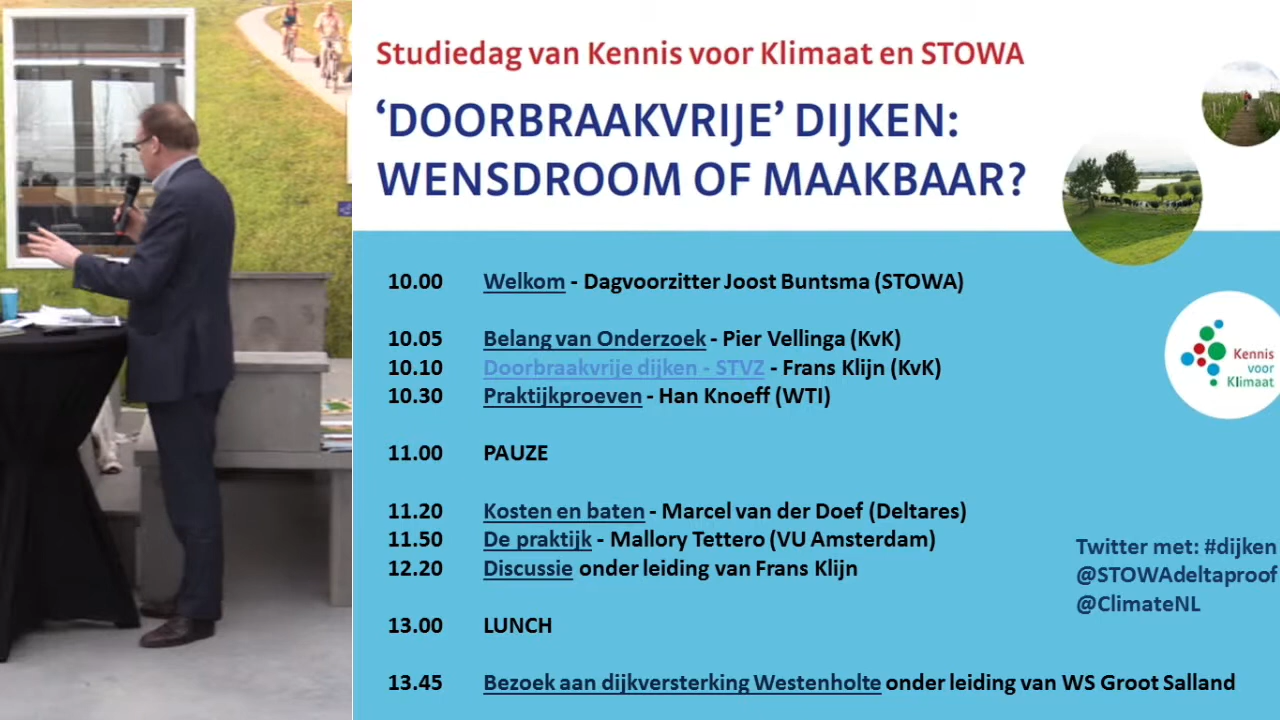 Studiedag van Kennis voor Klimaat en STOWA
‘DOORBRAAKVRIJE’ DIJKEN:
WENSDROOM OF MAAKBAAR?
10.00 Welkom - Dagvoorzitter Joost Buntsma (STOWA)
10.05 Belang van Onderzoek - Pier Vellinga (KvK)
10.10 Doorbraakvrije dijken - STVZ - Frans Klijn (KvK)
10.30 Praktijkproeven - Han Knoeff (WTI)
11.00 PAUZE
11.20 Kosten en baten - Marcel van der Doef (Deltares)
11.50 De praktijk - Mallory Tettero (VU Amsterdam)
12.20 Discussie onder leiding van Frans Klijn
13.00 LUNCH
13.45 Bezoek aan dijkversterking Westenholte onder leiding van WS Groot Salland
Kennis
voor
Klimaat
Twitter met: #dijken
@STOWAdeltaproof
@ClimateNL